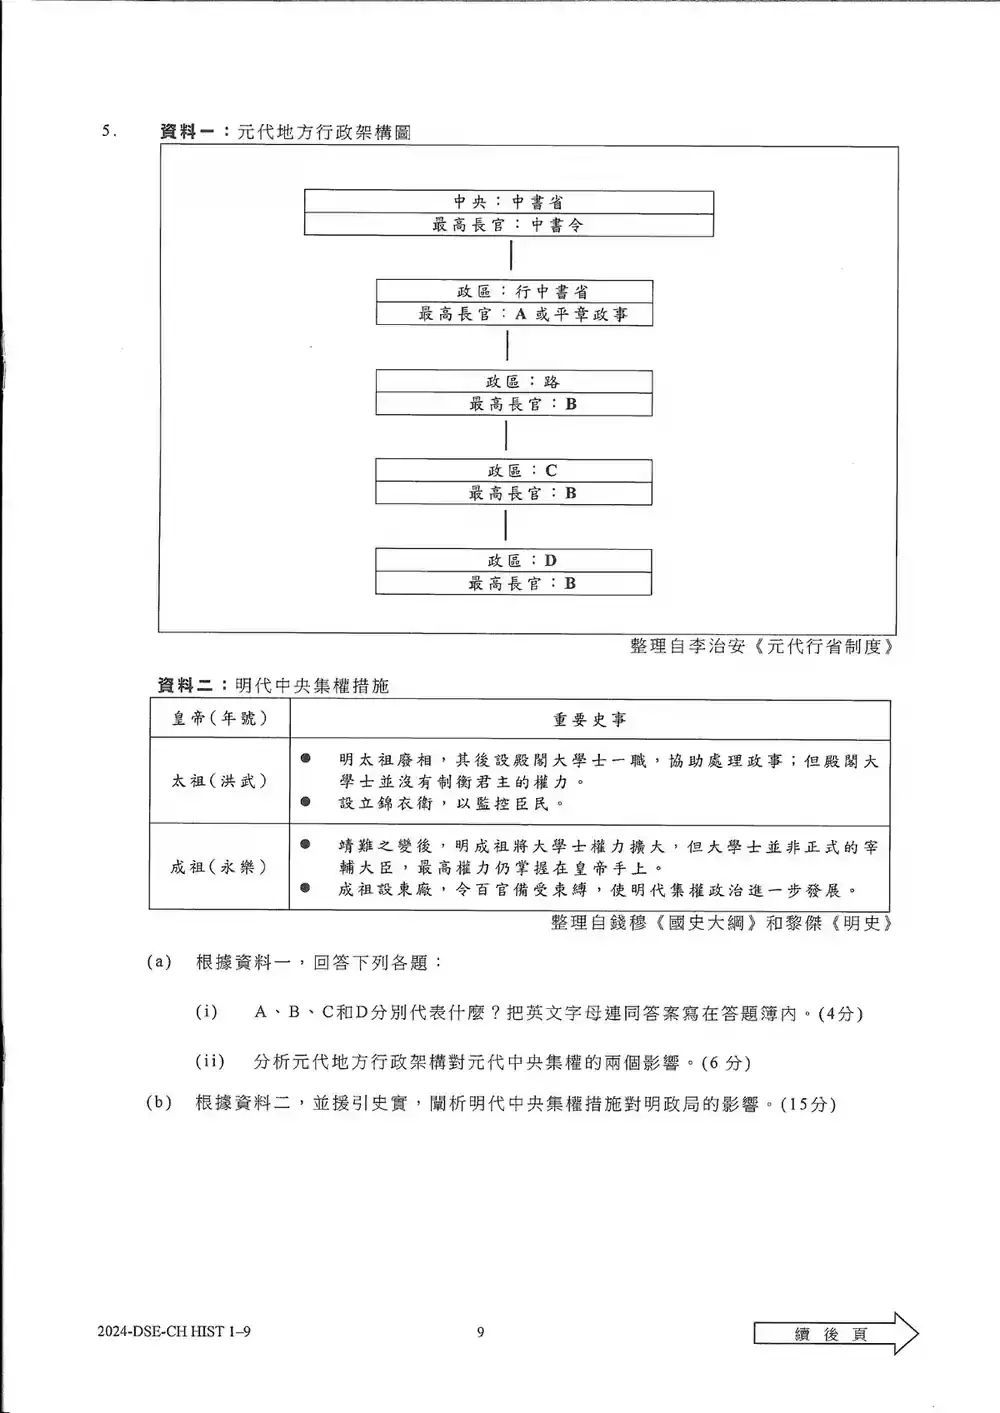 5. 資料一：元代地方行政架構圖
中央：中書省
最高長官：中書令
政區：行中書省
最高長官：A 或平章政事
政區：路
最高長官：B
政區：C
最高長官：B
政區：D
最高長官：B
整理自李治安《元代行省制度》
資料二：明代中央集權措施
皇帝(年號) 重要史事
太祖(洪武)
● 明太祖廢相，其後設殿閣大學士一職，協助處理政事；但殿閣大
學士並沒有制衡君主的權力。
● 設立錦衣衛，以監控臣民。
成祖(永樂)
● 靖難之變後，明成祖將大學士權力擴大，但大學士並非正式的宰
輔大臣，最高權力仍掌握在皇帝手上。
● 成祖設東廠，令百官備受束縛，使明代集權政治進一步發展。
整理自錢穆《國史大綱》和黎傑《明史》
(a) 根據資料一，回答下列各題：
(i) A、B、C和D分別代表什麼？把英文字母連同答案寫在答題簿內。(4分)
(ii) 分析元代地方行政架構對元代中央集權的兩個影響。(6 分)
(b) 根據資料二，並援引史實，闡析明代中央集權措施對明政局的影響。(15分)
2024-DSE-CH HIST 1–9 9 續後頁